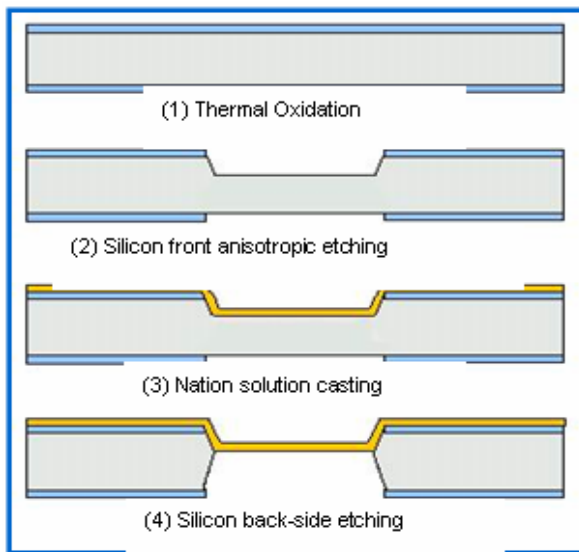 (1) Thermal Oxidation
(2) Silicon front anisotropic etching
(3) Nation solution casting
(4) Silicon back-side etching